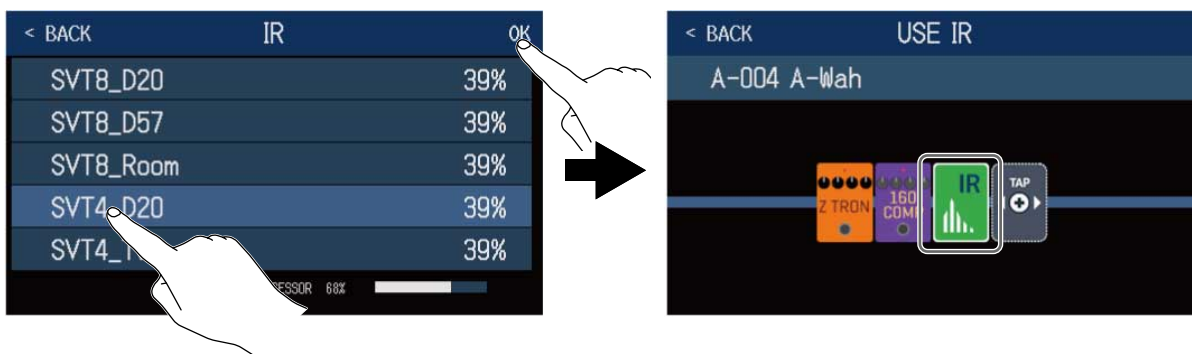 < BACK IR OK
SVT8_D20 39%
SVT8_D57 39%
SVT8_Room 39%
SVT4_D20 39%
SVT4_ 39%
68%
< BACK USE IR
A-004 A-Wah
Z TRON
160
COMP
IR
TAP